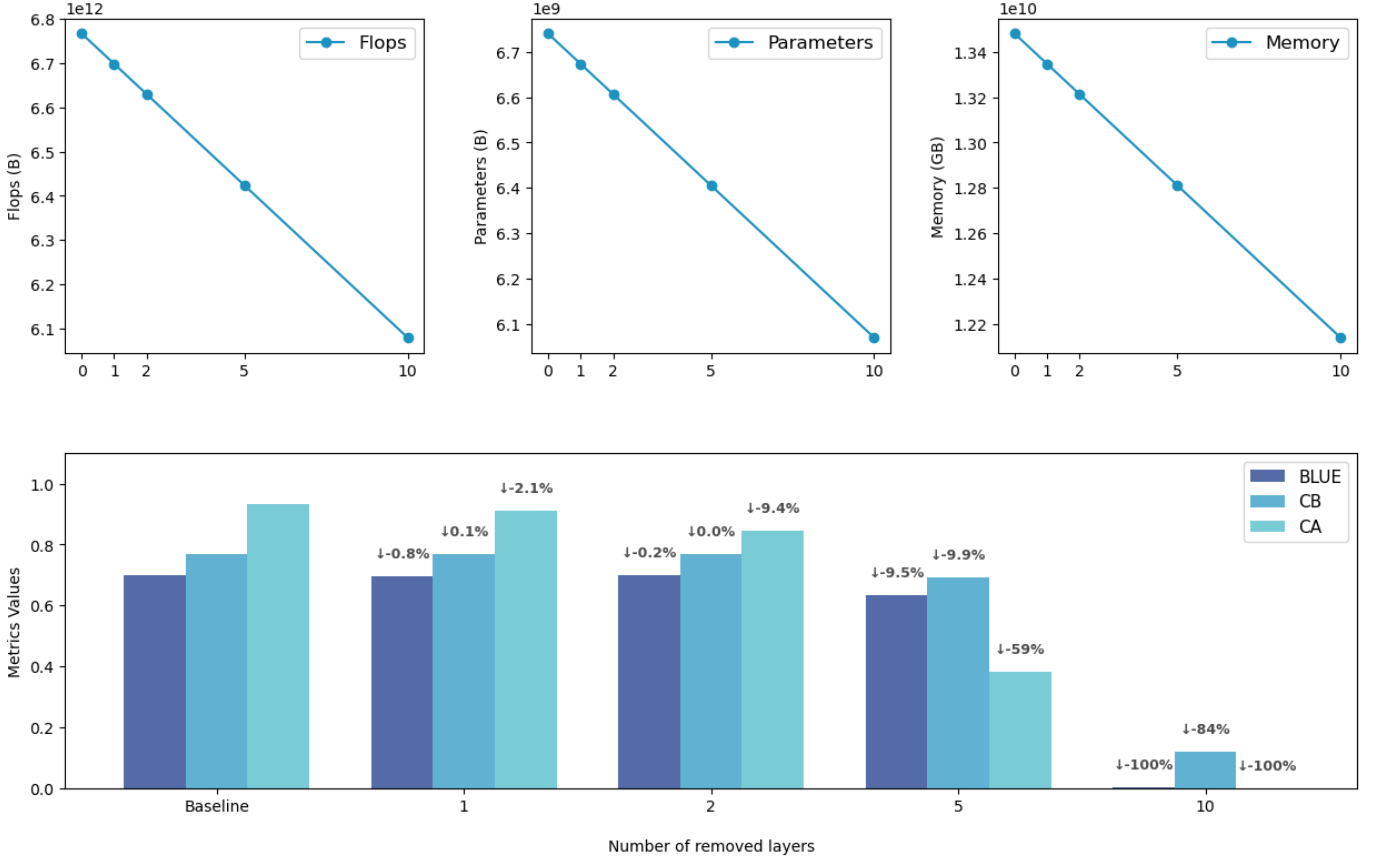 1e12
6.8
6.7
6.6
6.5
6.4
6.3
6.2
6.1
Flops (B)
Flops
0 1 2 5 10
1e9
6.7
6.6
6.5
6.4
6.3
6.2
6.1
Parameters (B)
Parameters
0 1 2 5 10
1e10
1.34
1.32
1.30
1.28
1.26
1.24
1.22
Memory (GB)
Memory
0 1 2 5 10
1.0
0.8
0.6
0.4
0.2
0.0
Metrics Values
BLUE
CB
CA
↓-0.8% ↓0.1% ↓-2.1%
↓-0.2% ↓0.0% ↓-9.4%
↓-9.5% ↓-9.9% ↓-59%
↓-100% ↓-84% ↓-100%
Baseline 1 2 5 10
Number of removed layers